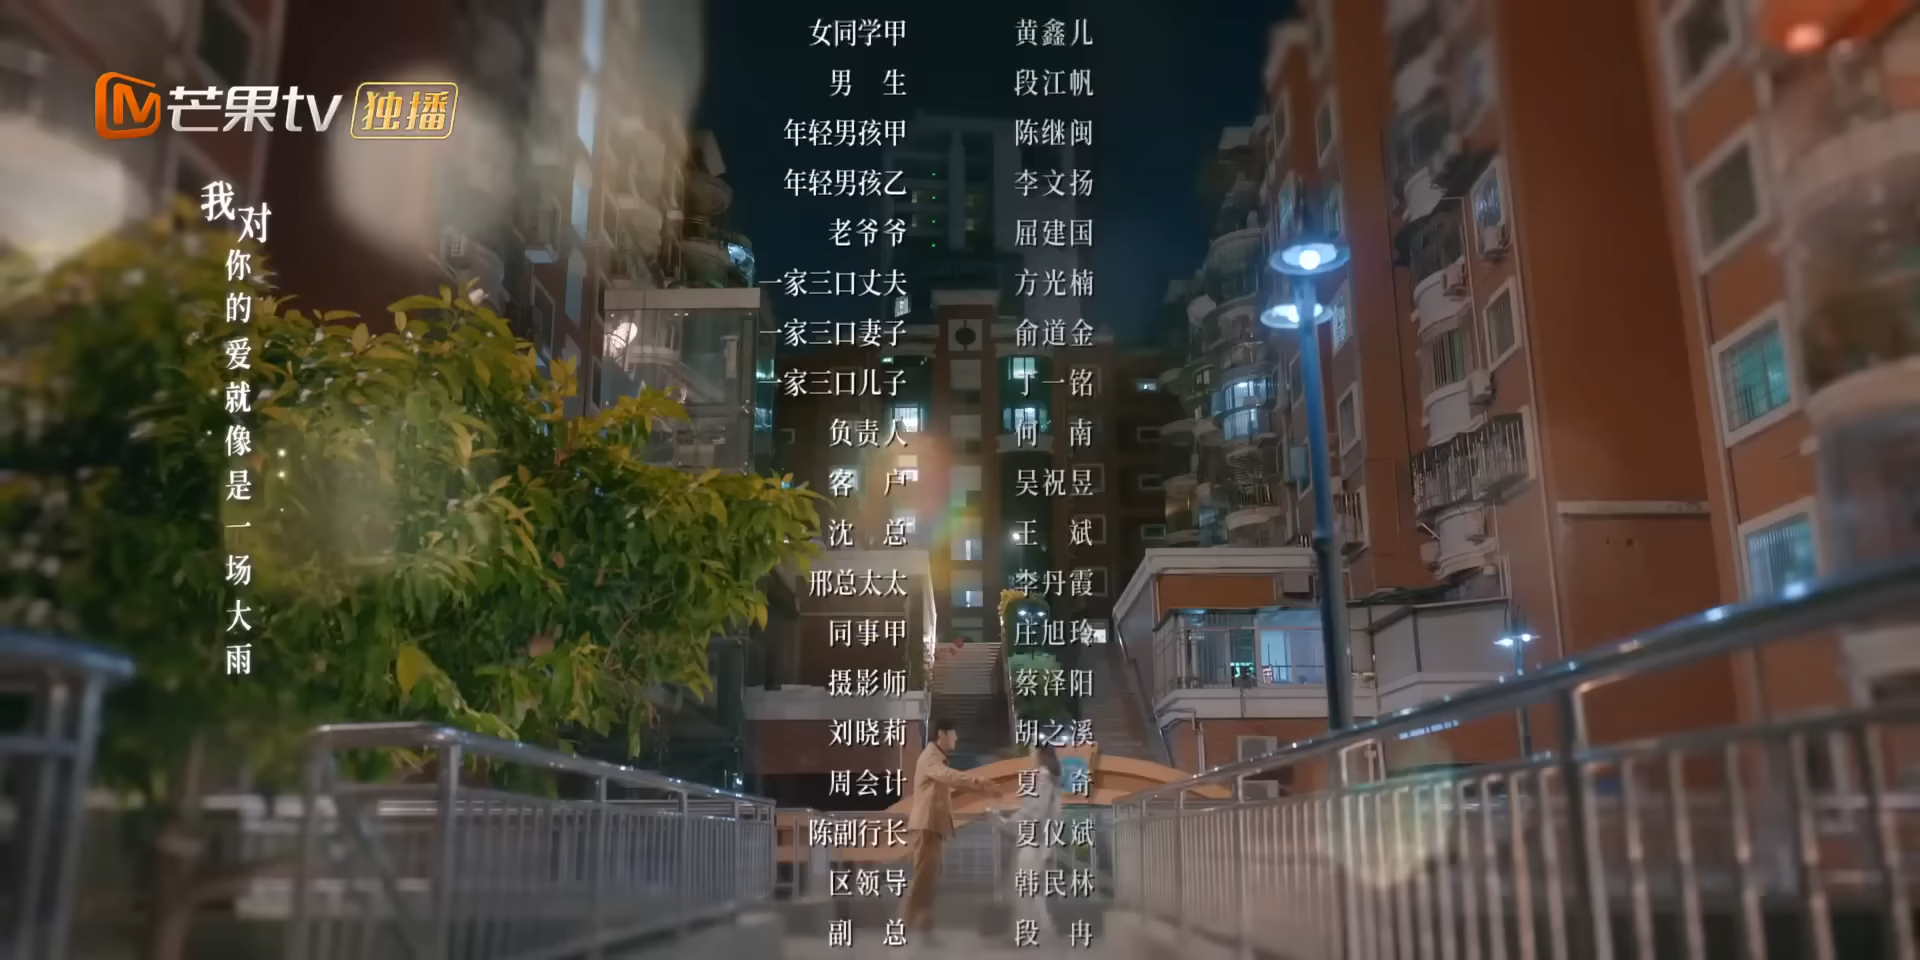 芒果tv 独播
我对你的爱就像是一场大雨
女同学甲 黄鑫儿
男 生 段江帆
年轻男孩甲 陈继闽
年轻男孩乙 李文扬
老爷爷 屈建国
一家三口丈夫 方光楠
一家三口妻子 俞道金
一家三口儿子 丁一铭
负责人 何 南
客 户 吴祝昱
沈 总 王 斌
邢总太太 李丹霞
同事甲 庄旭玲
摄影师 蔡泽阳
刘晓莉 胡之溪
周会计 夏 奇
陈副行长 夏仪斌
区领导 韩民林
副 总 段 冉